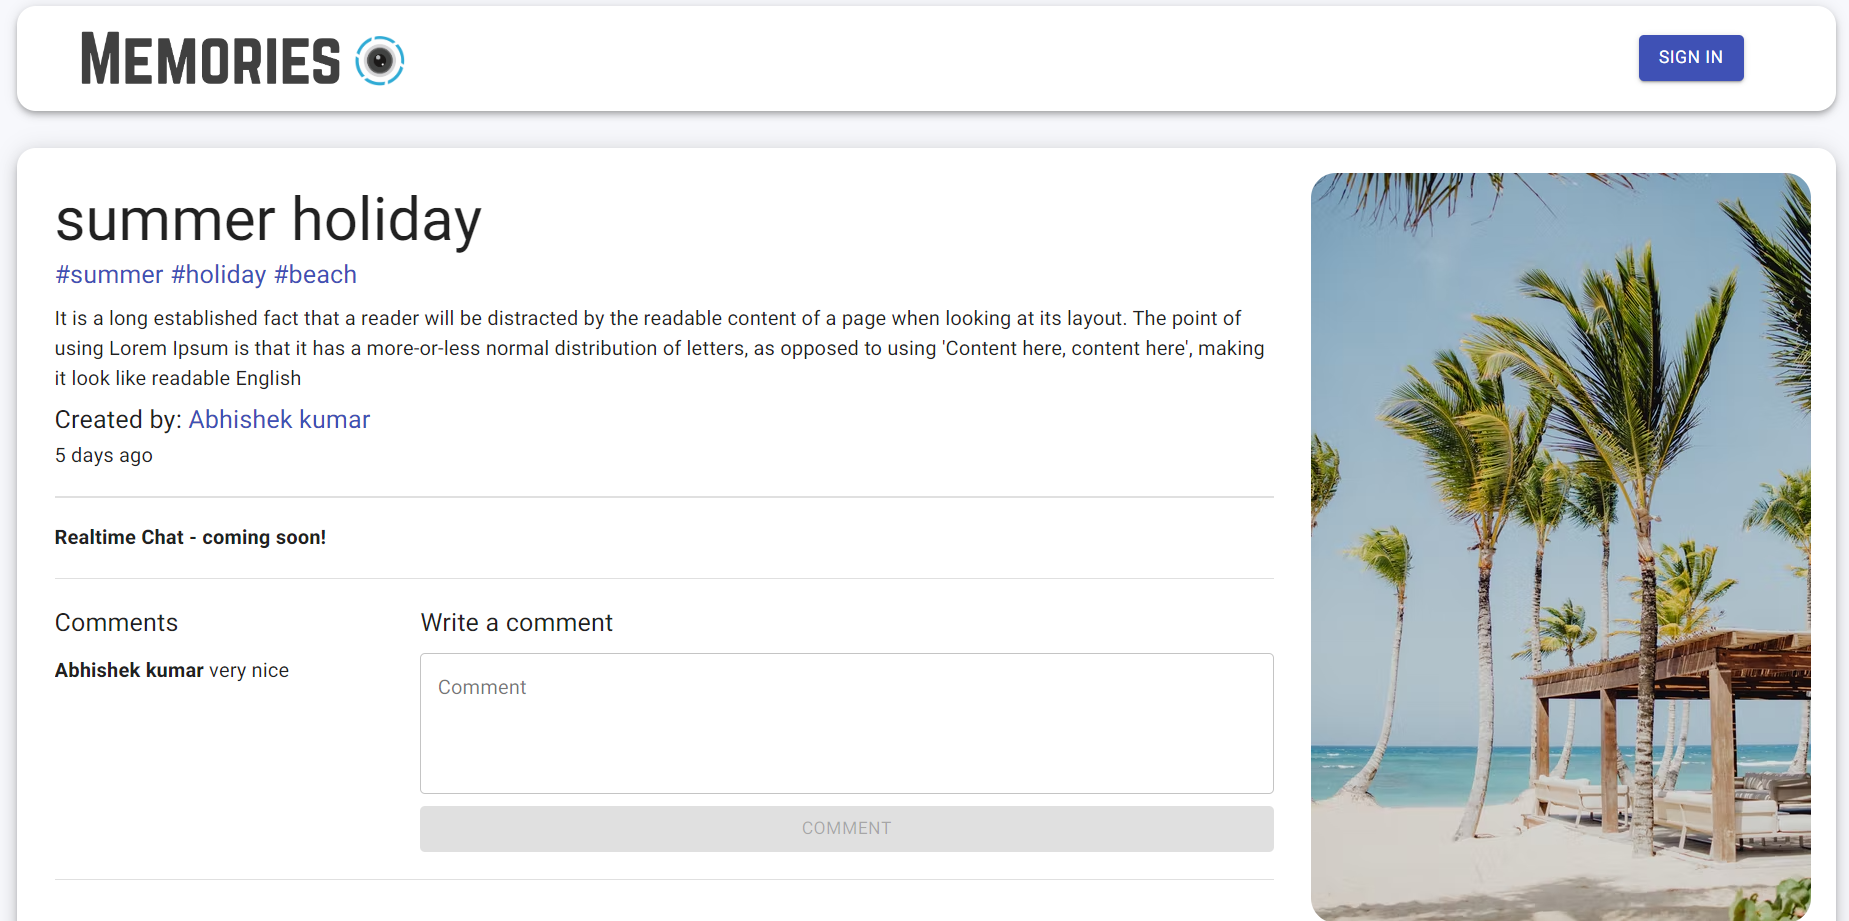 MEMORIES
SIGN IN
summer holiday
#summer #holiday #beach
It is a long established fact that a reader will be distracted by the readable content of a page when looking at its layout. The point of
using Lorem Ipsum is that it has a more-or-less normal distribution of letters, as opposed to using 'Content here, content here', making
it look like readable English
Created by: Abhishek kumar
5 days ago
Realtime Chat - coming soon!
Comments
Abhishek kumar very nice
Write a comment
Comment
COMMENT